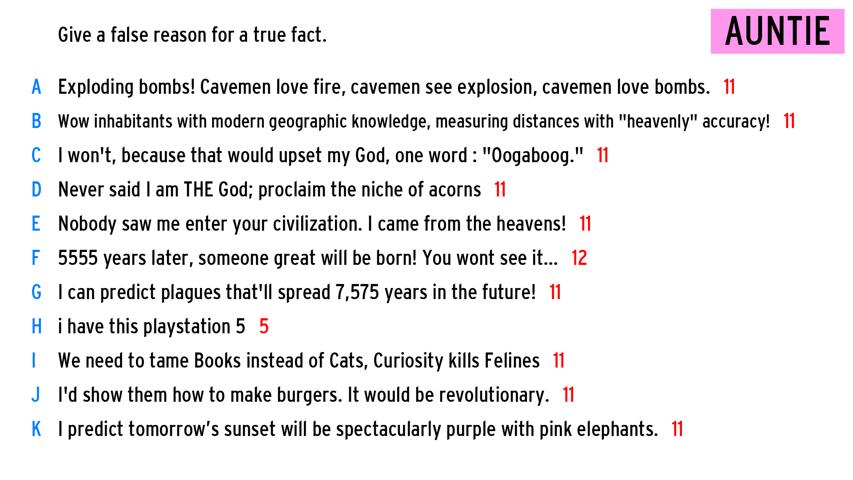 Give a false reason for a true fact.
AUNTIE
A Exploding bombs! Cavemen love fire, cavemen see explosion, cavemen love bombs. 11
B Wow inhabitants with modern geographic knowledge, measuring distances with "heavenly" accuracy! 11
C I won't, because that would upset my God, one word : "Oogaboog." 11
D Never said I am THE God; proclaim the niche of acorns 11
E Nobody saw me enter your civilization. I came from the heavens! 11
F 5555 years later, someone great will be born! You wont see it... 12
G I can predict plagues that'll spread 7,575 years in the future! 11
H i have this playstation 5 5
I We need to tame Books instead of Cats, Curiosity kills Felines 11
J I'd show them how to make burgers. It would be revolutionary. 11
K I predict tomorrow's sunset will be spectacularly purple with pink elephants. 11